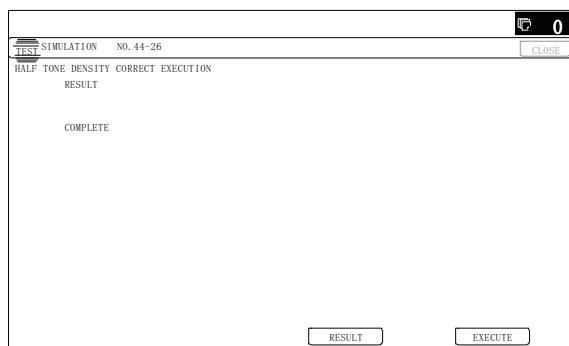 0
TEST SIMULATION NO. 44-26 CLOSE
HALF TONE DENSITY CORRECT EXECUTION
RESULT
COMPLETE
RESULT EXECUTE